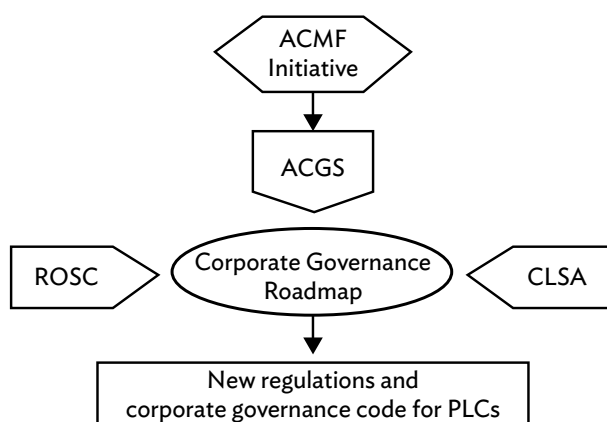 ACMF
Initiative
ACGS
ROSC
Corporate Governance
Roadmap
CLSA
New regulations and
corporate governance code for PLCs